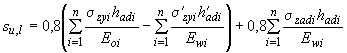 s_{u,l} = 0,8 \left( \sum_{i=1}^{n} \frac{\sigma_{zyi} h_{adi}}{E_{oi}} - \sum_{i=1}^{n} \frac{\sigma'_{zyi} h'_{adi}}{E_{wi}} \right) + 0,8 \sum_{i=1}^{n} \frac{\sigma_{zadi} h_{adi}}{E_{wi}}